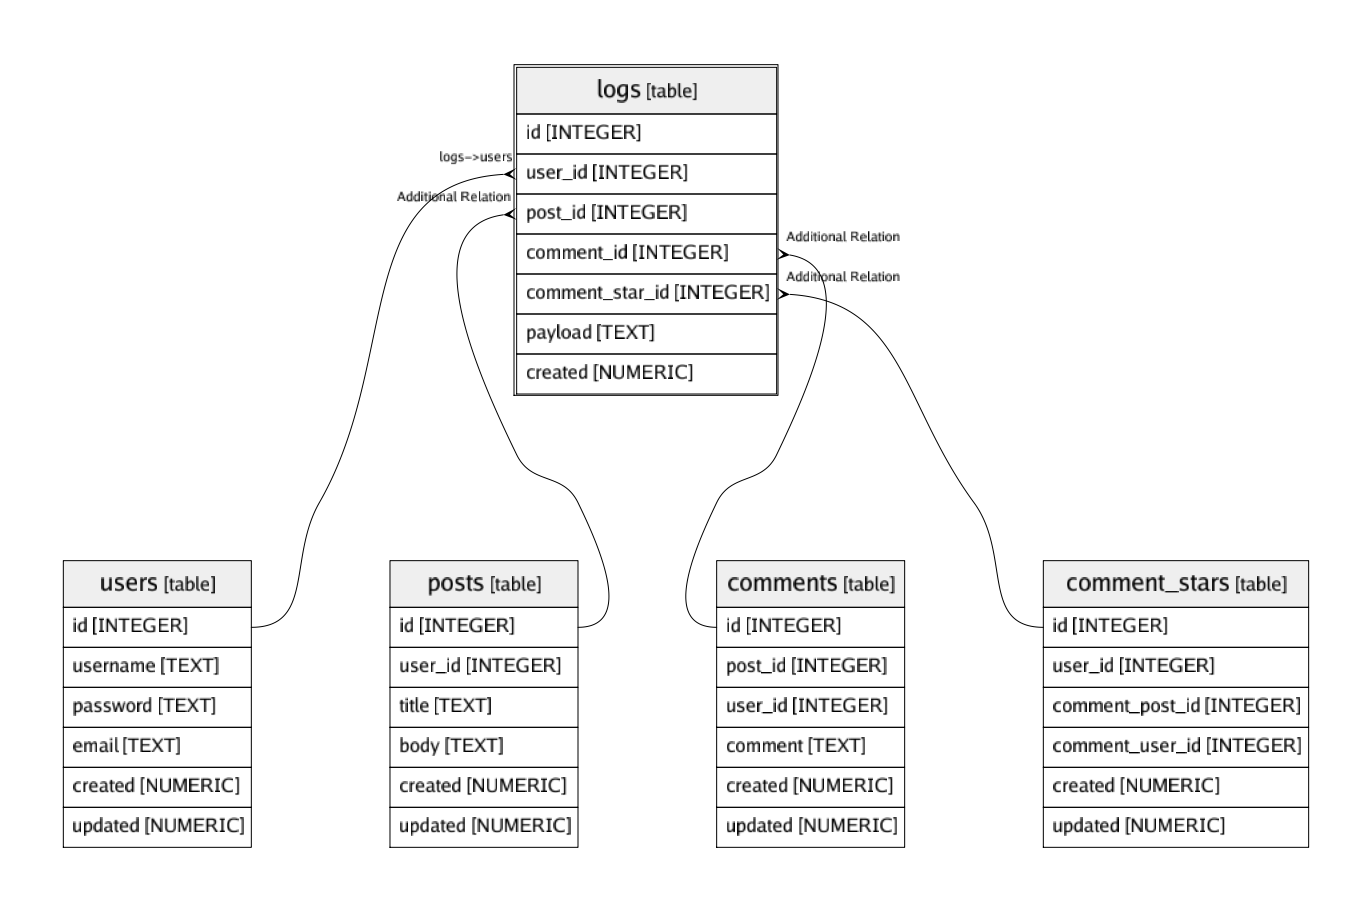 logs [table]
id [INTEGER]
logs->users
user_id [INTEGER]
Additional Relation
post_id [INTEGER]
Additional Relation
comment_id [INTEGER]
Additional Relation
comment_star_id [INTEGER]
payload [TEXT]
created [NUMERIC]
users [table]
id [INTEGER]
username [TEXT]
password [TEXT]
email [TEXT]
created [NUMERIC]
updated [NUMERIC]
posts [table]
id [INTEGER]
user_id [INTEGER]
title [TEXT]
body [TEXT]
created [NUMERIC]
updated [NUMERIC]
comments [table]
id [INTEGER]
post_id [INTEGER]
user_id [INTEGER]
comment [TEXT]
created [NUMERIC]
updated [NUMERIC]
comment_stars [table]
id [INTEGER]
user_id [INTEGER]
comment_post_id [INTEGER]
comment_user_id [INTEGER]
created [NUMERIC]
updated [NUMERIC]